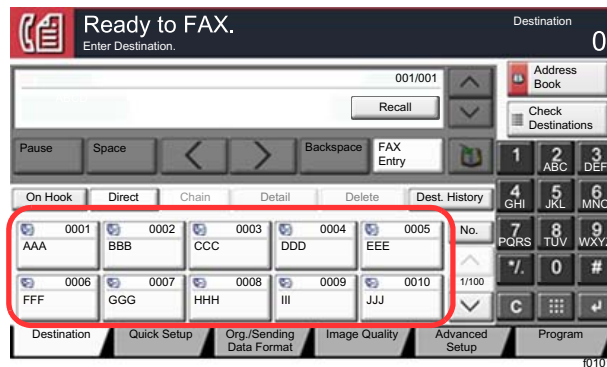 Ready to FAX.
Enter Destination.
Destination
0
001/001
Recall
Address
Book
Check
Destinations
Pause
Space
Backspace
FAX
Entry
1
2
ABC
3
DEF
On Hook
Direct
Chain
Detail
Delete
Dest. History
4
GHI
5
JKL
6
MNO
0001
AAA
0002
BBB
0003
CCC
0004
DDD
0005
EEE
No.
7
PQRS
8
TUV
9
WXYZ
0006
FFF
0007
GGG
0008
HHH
0009
III
0010
JJJ
1/100
*/.
0
#
C
Destination
Quick Setup
Org./Sending
Data Format
Image Quality
Advanced
Setup
Program
f010